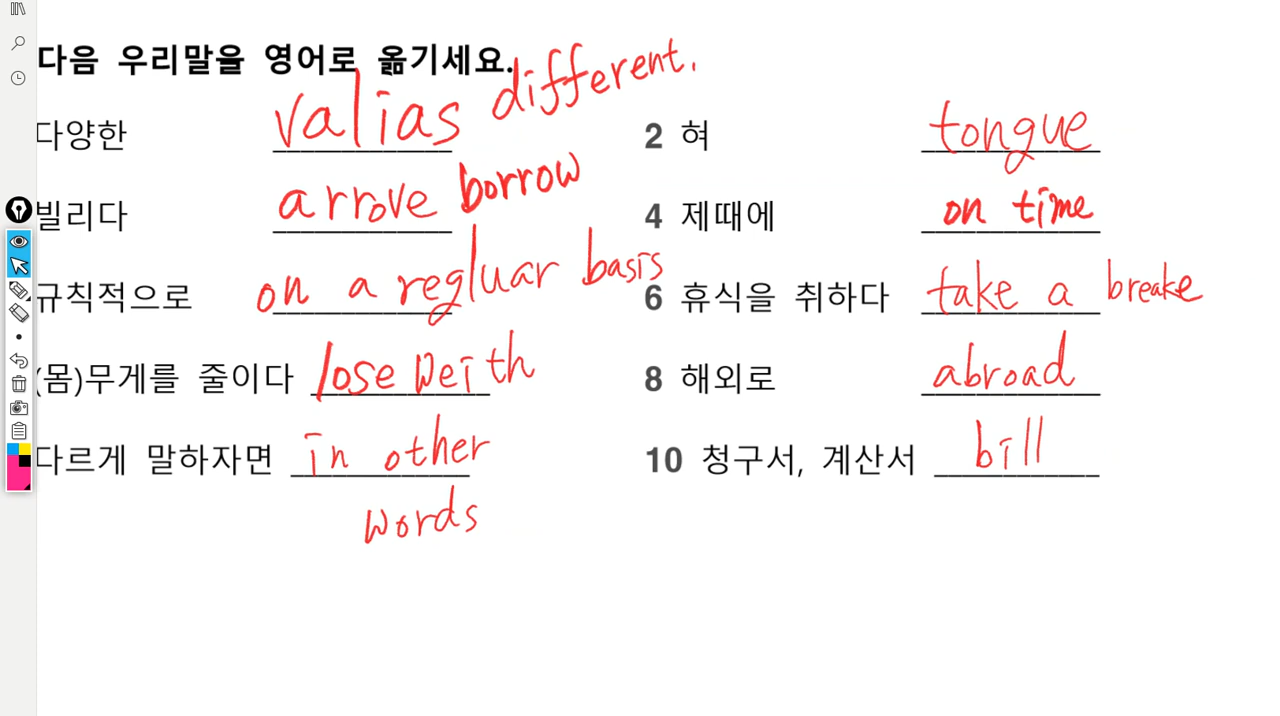 다음 우리말을 영어로 옮기세요.
다양한 valias different.
2 혀 tongue
빌리다 arrove borrow
4 제때에 on time
규칙적으로 on a regluar basis
6 휴식을 취하다 take a breake
(몸)무게를 줄이다 lose weith
8 해외로 abroad
다르게 말하자면 in other words
10 청구서, 계산서 bill